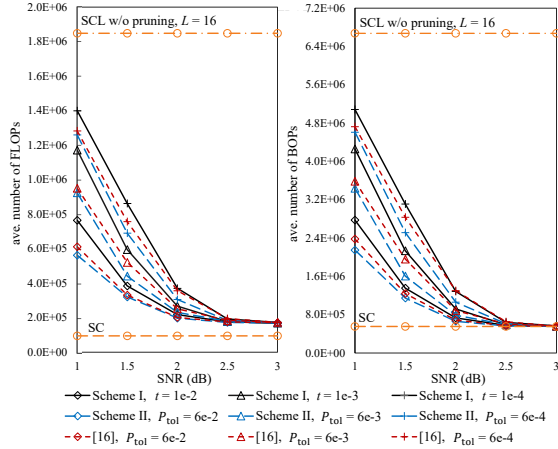 SCL w/o pruning, L = 16
2.0E+06
1.8E+06
1.6E+06
1.4E+06
1.2E+06
1.0E+06
8.0E+05
6.0E+05
4.0E+05
2.0E+05
0.0E+00
ave. number of FLOPs
SC
1 1.5 2 2.5 3
SNR (dB)
SCL w/o pruning, L = 16
7.2E+06
6.0E+06
4.8E+06
3.6E+06
2.4E+06
1.6E+06
8.0E+05
0.0E+00
ave. number of BOPs
SC
1 1.5 2 2.5 3
SNR (dB)
Scheme I, t = 1e-2 Scheme I, t = 1e-3 Scheme I, t = 1e-4
Scheme II, Ptol = 6e-2 Scheme II, Ptol = 6e-3 Scheme II, Ptol = 6e-4
[16], Ptol = 6e-2 [16], Ptol = 6e-3 [16], Ptol = 6e-4